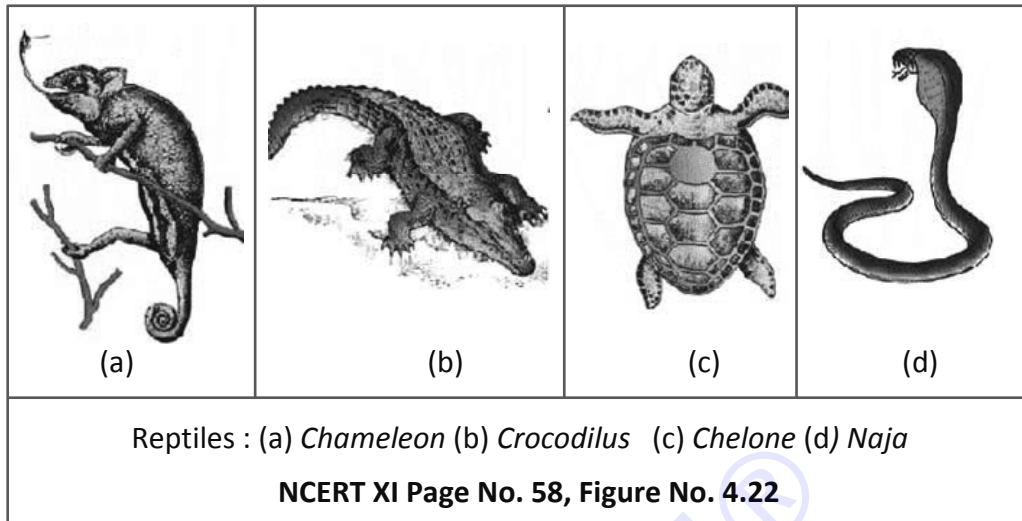 (a) (b) (c) (d)
Reptiles : (a) Chameleon (b) Crocodilus (c) Chelone (d) Naja
NCERT XI Page No. 58, Figure No. 4.22